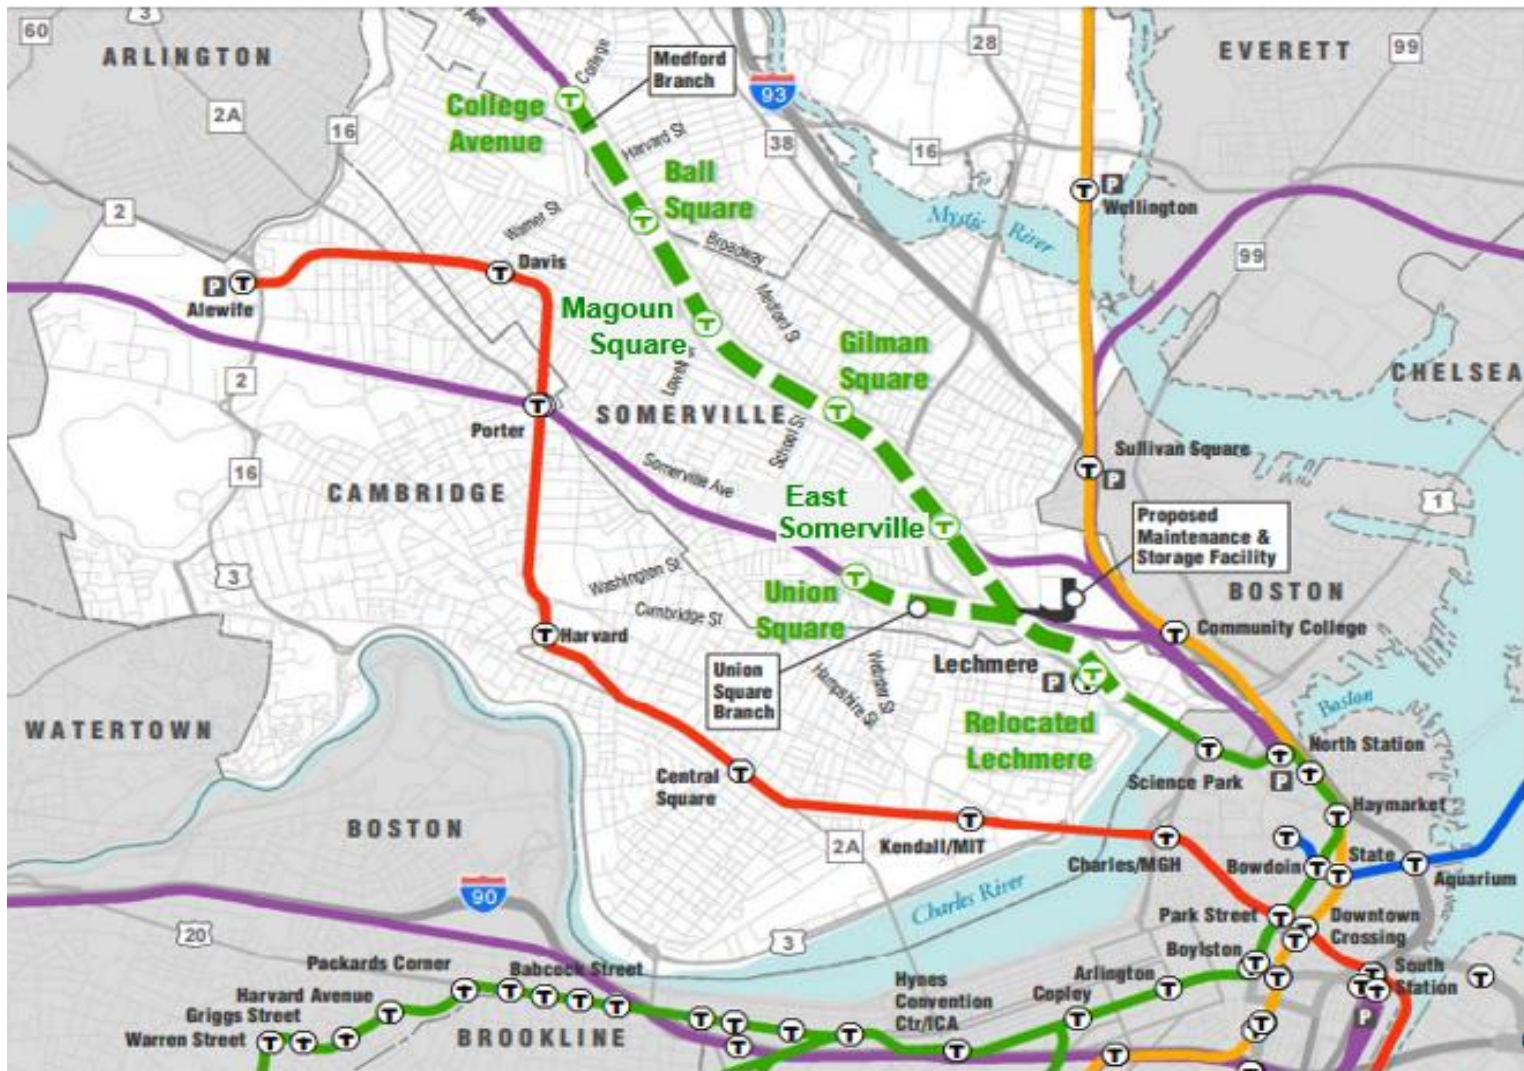 3
60
ARLINGTON
2A
16
College
Medford
Branch
93
28
EVERETT
99
College
Avenue
Harvard St
38
16
Ball
Square
2
Warner St
Broadway
Mystic River
P
Wellington
99
Davis
P
Alewife
Magoun
Square
Medford St
Gilman
Square
CHELSEA
2
Porter
SOMERVILLE
School St
Sullivan Square
P
16
CAMBRIDGE
Somerville Ave
East
Somerville
Proposed
Maintenance &
Storage Facility
1
3
Washington St
Cambridge St
Union
Square
BOSTON
Harvard
Community College
Lechmere
P
Union
Square
Branch
Webster St
Hampshire St
WATERTOWN
Relocated
Lechmere
Boston
North Station
Science Park
P
Central
Square
Haymarket
BOSTON
2A
Kendall/MIT
Charles/MGH
Bowdoin
State
Aquarium
90
Charles River
Park Street
Downtown
Crossing
20
3
Boylston
Packards Corner
Babcock Street
Hynes
Convention
Ctr/ICA
Arlington
Copley
South
Station
P
Harvard Avenue
Griggs Street
Warren Street
BROOKLINE